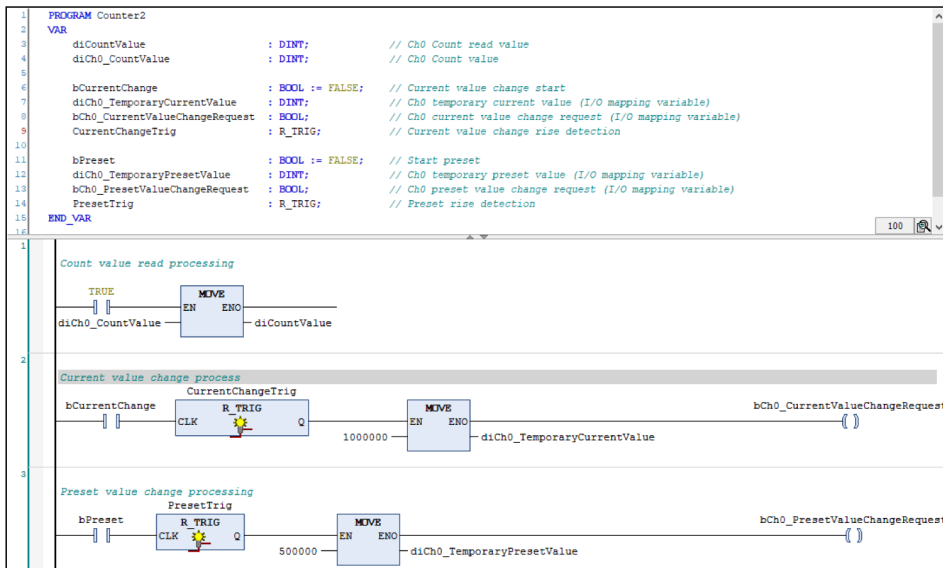 1 PROGRAM Counter2
2 VAR
3 diCountValue : DINT; // Ch0 Count read value
4 diCh0_CountValue : DINT; // Ch0 Count value
5
6 bCurrentChange : BOOL := FALSE; // Current value change start
7 diCh0_TemporaryCurrentValue : DINT; // Ch0 temporary current value (I/O mapping variable)
8 bCh0_CurrentValueChangeRequest : BOOL; // Ch0 current value change request (I/O mapping variable)
9 CurrentChangeTrig : R_TRIG; // Current value change rise detection
10
11 bPreset : BOOL := FALSE; // Start preset
12 diCh0_TemporaryPresetValue : DINT; // Ch0 temporary preset value (I/O mapping variable)
13 bCh0_PresetValueChangeRequest : BOOL; // Ch0 preset value change request (I/O mapping variable)
14 PresetTrig : R_TRIG; // Preset rise detection
15 END_VAR
16
100
1
Count value read processing
TRUE MOVE
EN ENO
diCh0_CountValue diCountValue
2
Current value change process
CurrentChangeTrig
bCurrentChange R_TRIG MOVE bCh0_CurrentValueChangeRequest
CLK Q EN ENO
1000000 diCh0_TemporaryCurrentValue
3
Preset value change processing
PresetTrig
bPreset R_TRIG MOVE bCh0_PresetValueChangeRequest
CLK Q EN ENO
500000 diCh0_TemporaryPresetValue